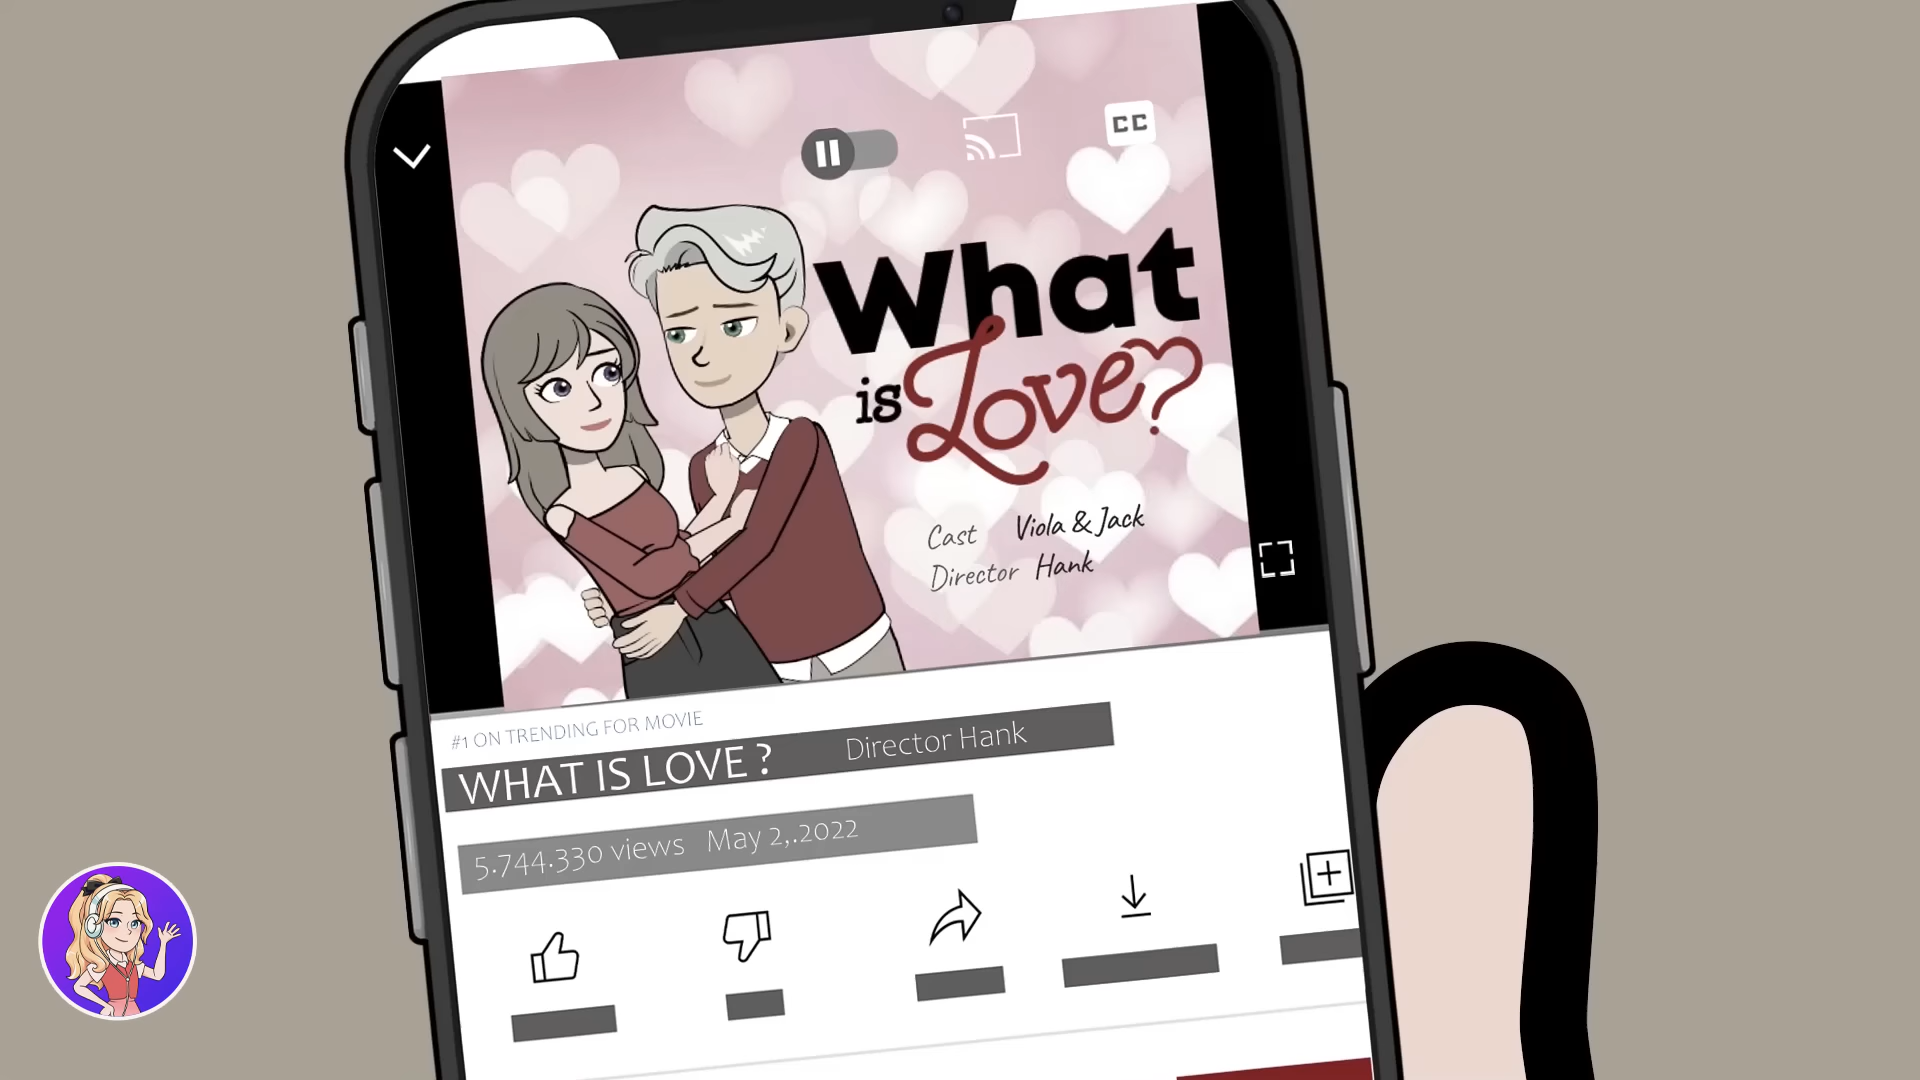 CC
What
is Love?
Cast Viola & Jack
Director Hank
#1 ON TRENDING FOR MOVIE
WHAT IS LOVE ? Director Hank
5.744.330 views May 2,.2022